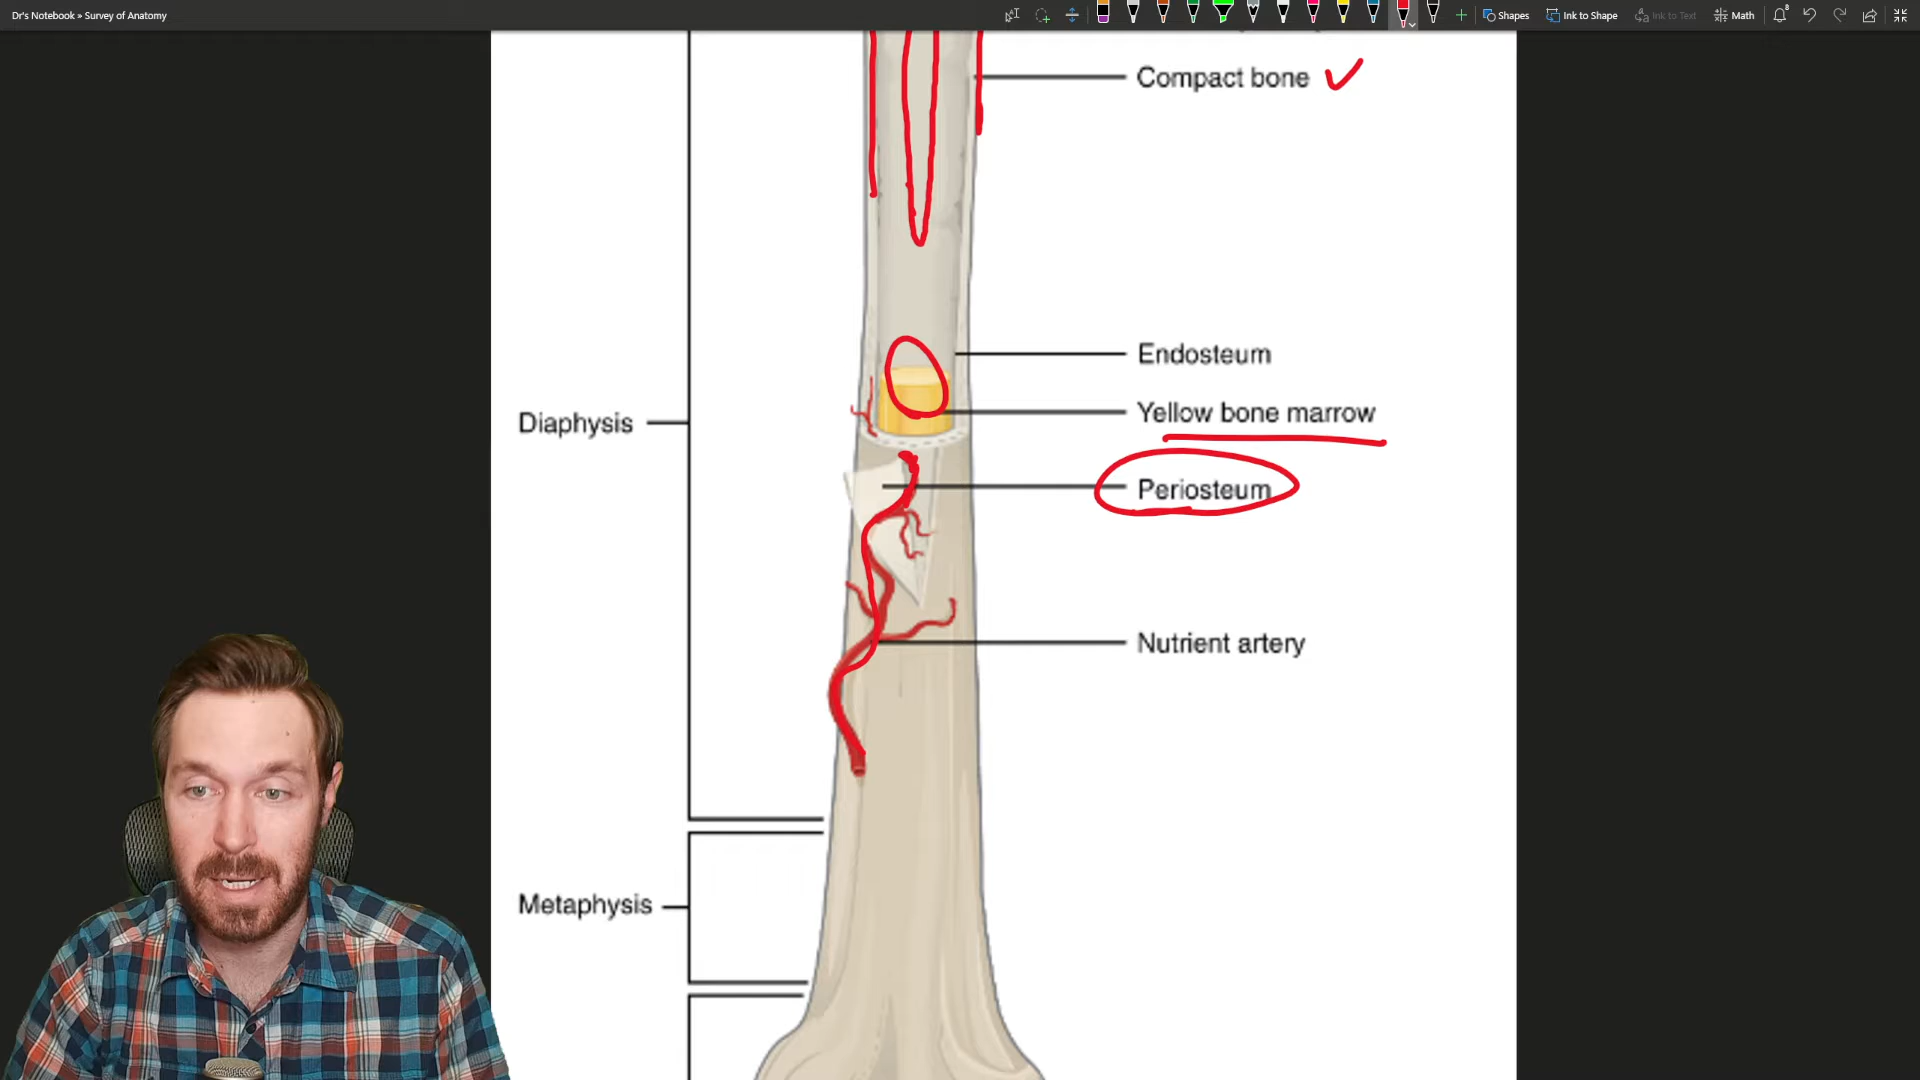 Dr's Notebook » Survey of Anatomy
Shapes
Ink to Shape
Ink to Text
Math
8
Compact bone
Endosteum
Yellow bone marrow
Diaphysis
Periosteum
Nutrient artery
Metaphysis